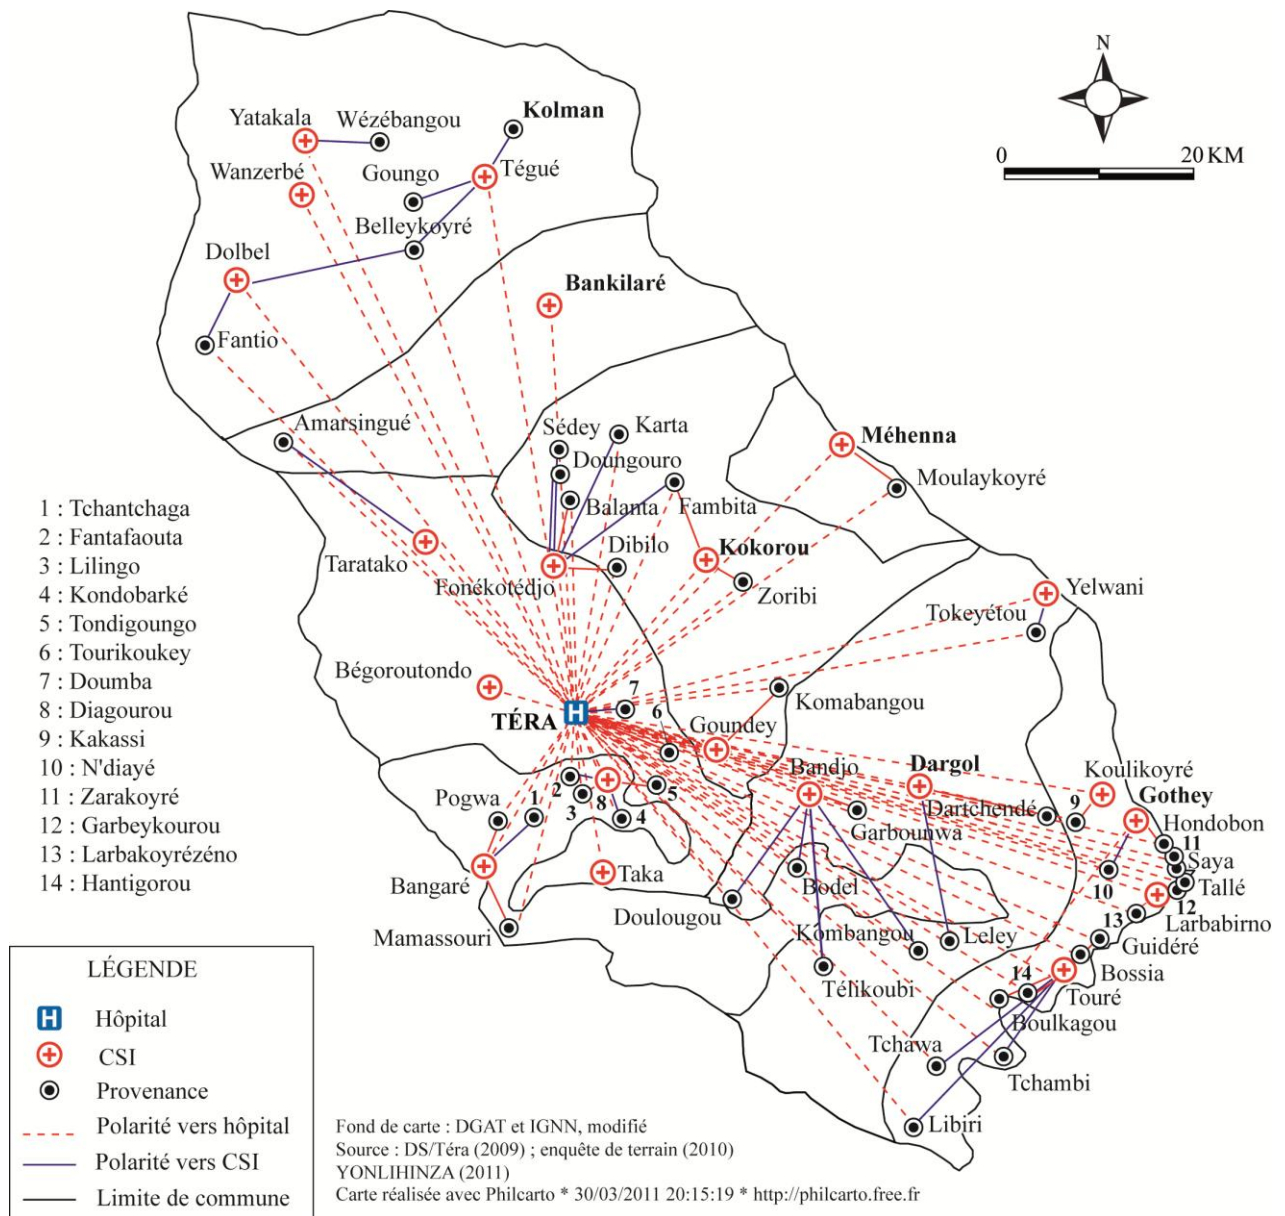 N
0 20 KM
Kolman
Yatakala
Wézébangou
Wanzerbé
Goungo
Tégué
Belleykoyré
Dolbel
Bankilaré
Fantio
Amarsingué
Sédey
Karta
Méhenna
Doungouro
Moulaykoyré
Balanta
Fambita
Taratako
Dibilo
Kokorou
Fonékotédjo
Zoribi
Yelwani
Tokeyétou
Bégoroutondo
7
6
Komabangou
TÉRA
Goundey
Bandjo
Dargol
Koulikoyré
Pogwa
1
2
3
8
4
5
Dartchendé
9
Gothey
Garbounwa
Hondobon
11
Saya
10
Tallé
12
Bangaré
Taka
Bodel
Larbabirno
13
Doulougou
Mamassouri
Kombangou
Leley
Guidéré
Bossia
14
Touré
Télikoubi
Boulkagou
Tchawa
Tchambi
Libiri
1 : Tchantchaga
2 : Fantafaouta
3 : Lilingo
4 : Kondobarké
5 : Tondigoungo
6 : Tourikoukey
7 : Doumba
8 : Diagourou
9 : Kakassi
10 : N'diayé
11 : Zarakoyré
12 : Garbeykourou
13 : Larbakoyrézéno
14 : Hantigorou
LÉGENDE
H Hôpital
CSI
Provenance
Polarité vers hôpital
Polarité vers CSI
Limite de commune
Fond de carte : DGAT et IGNN, modifié
Source : DS/Téra (2009) ; enquête de terrain (2010)
YONLIHINZA (2011)
Carte réalisée avec Philcarto * 30/03/2011 20:15:19 * http://philcarto.free.fr